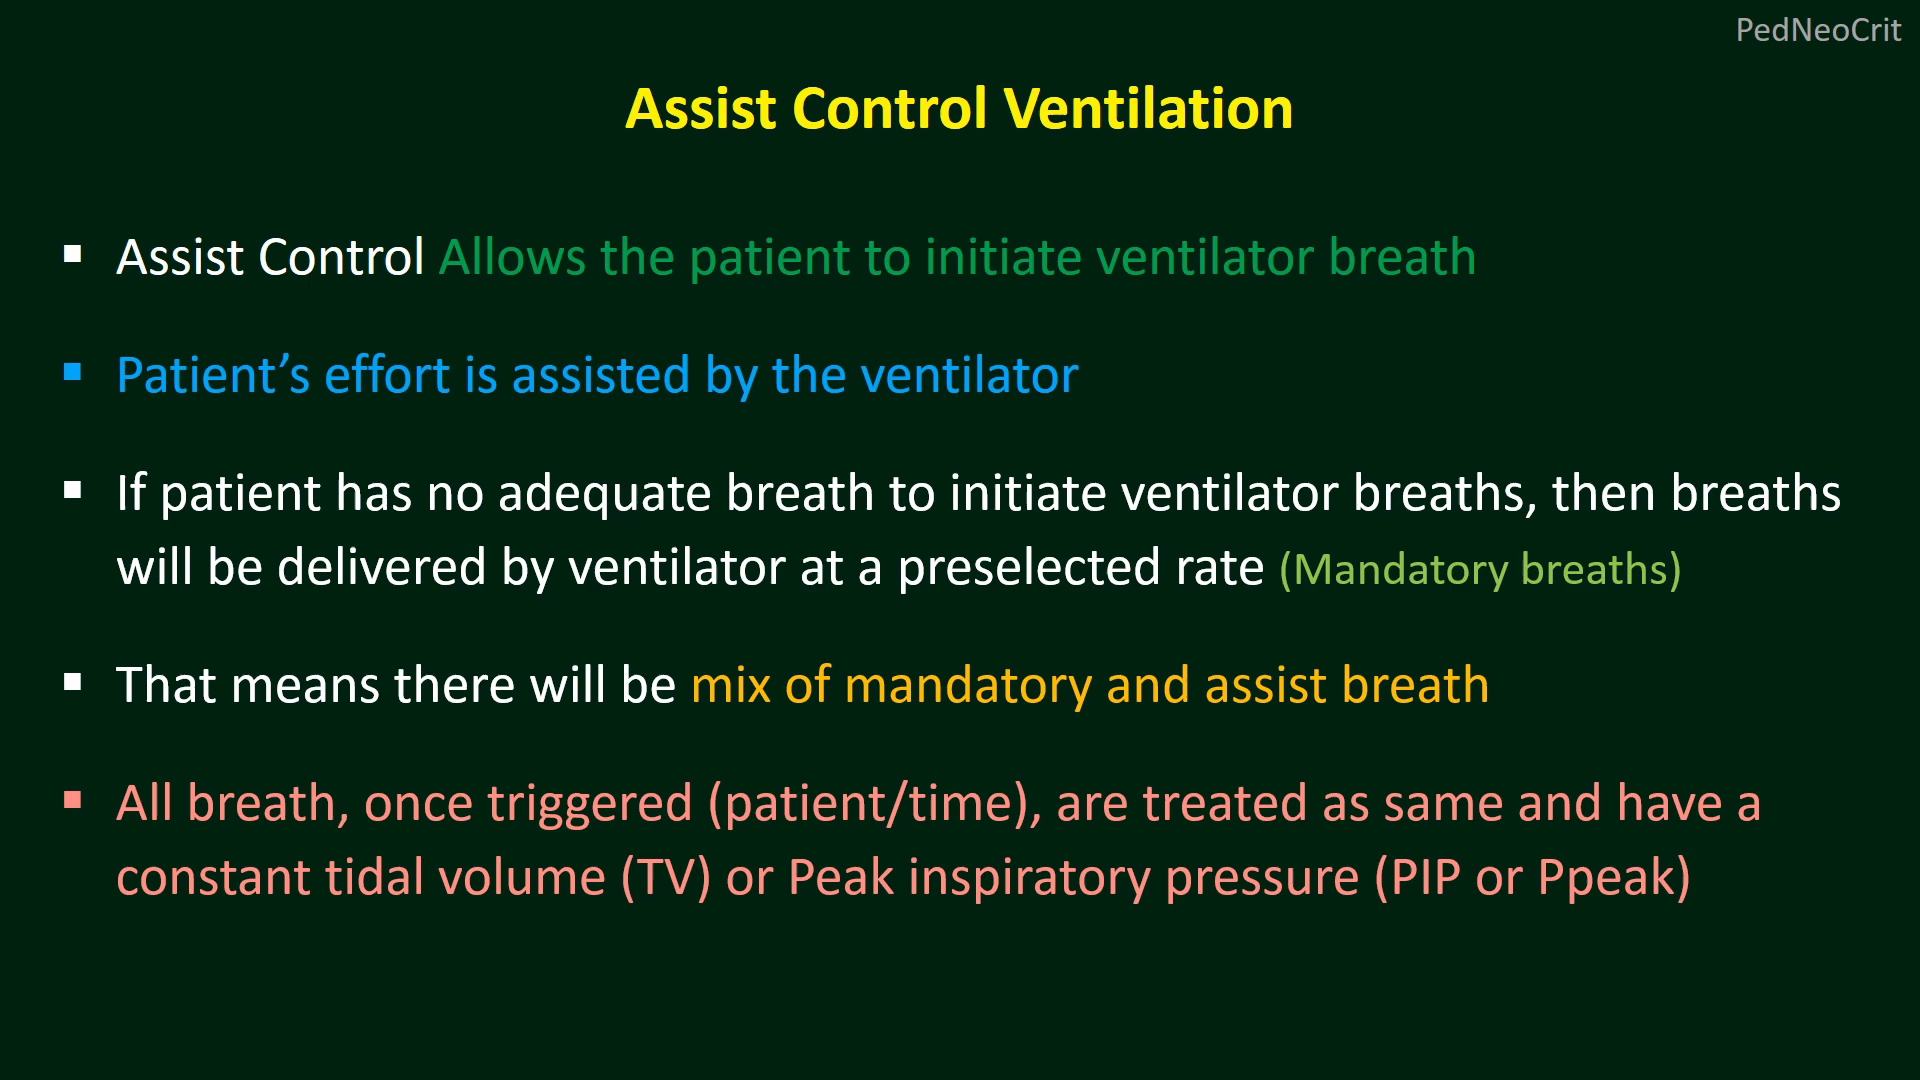 PedNeoCrit
Assist Control Ventilation
▪ Assist Control Allows the patient to initiate ventilator breath
▪ Patient’s effort is assisted by the ventilator
▪ If patient has no adequate breath to initiate ventilator breaths, then breaths
will be delivered by ventilator at a preselected rate (Mandatory breaths)
▪ That means there will be mix of mandatory and assist breath
▪ All breath, once triggered (patient/time), are treated as same and have a
constant tidal volume (TV) or Peak inspiratory pressure (PIP or Ppeak)